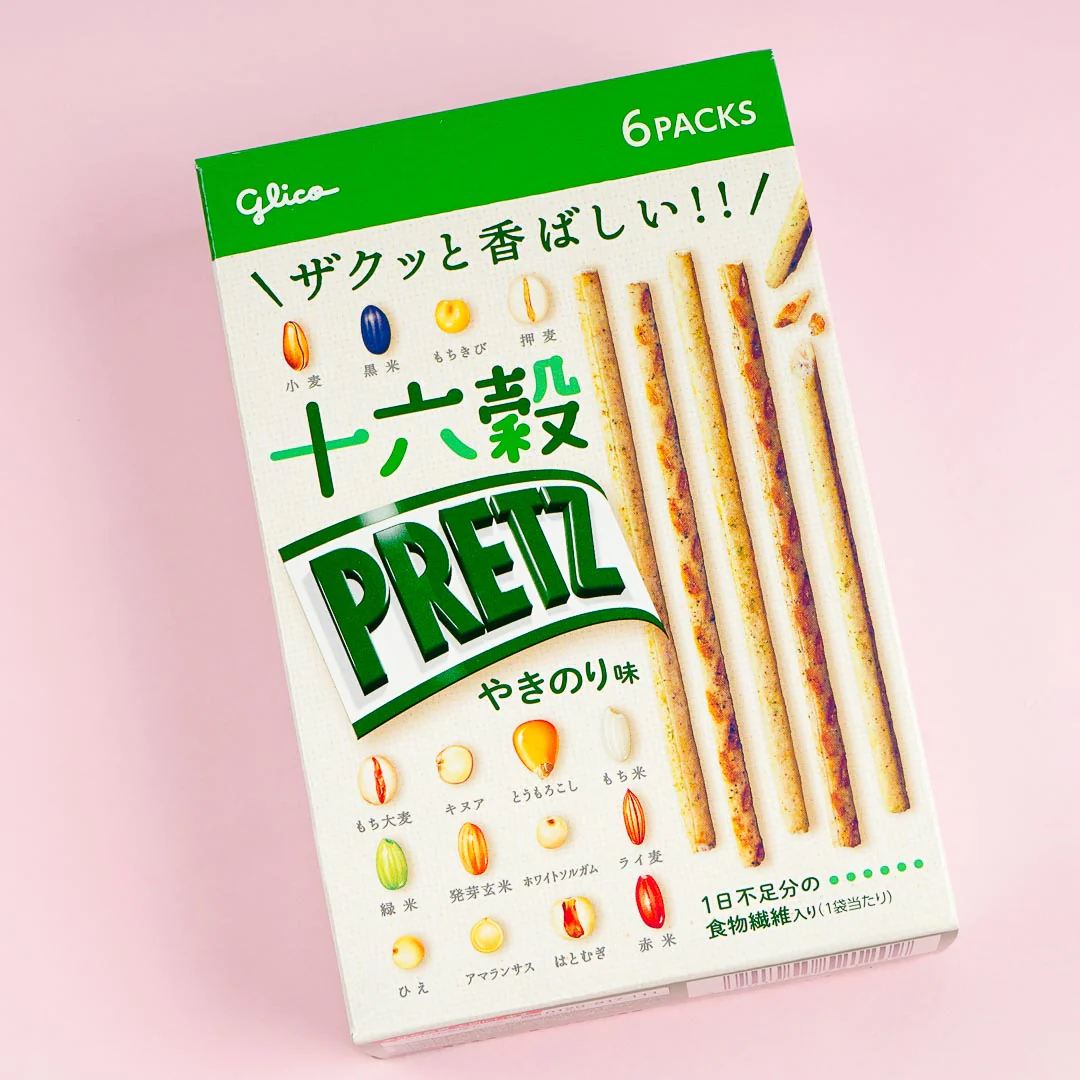 6PACKS
Glico
ザクッと香ばしい!!
小麦
黒米
もちきび
押麦
十六穀
PRETZ
やきのり味
もち大麦
キヌア
とうもろこし
もち米
緑米
発芽玄米
ホワイトソルガム
ライ麦
ひえ
アマランサス
はとむぎ
赤米
1日不足分の
食物繊維入り(1袋当たり)